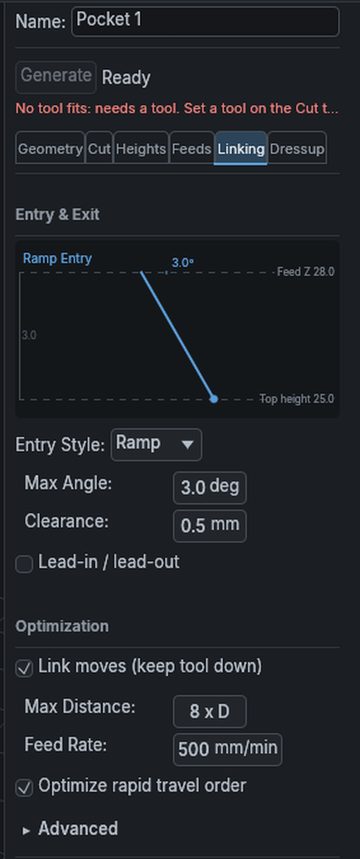 Name: Pocket 1
Generate Ready
No tool fits: needs a tool. Set a tool on the Cut t...
Geometry Cut Heights Feeds Linking Dressup
Entry & Exit
Ramp Entry 3.0°
Feed Z 28.0
3.0
Top height 25.0
Entry Style: Ramp
Max Angle: 3.0 deg
Clearance: 0.5 mm
Lead-in / lead-out
Optimization
Link moves (keep tool down)
Max Distance: 8 x D
Feed Rate: 500 mm/min
Optimize rapid travel order
Advanced